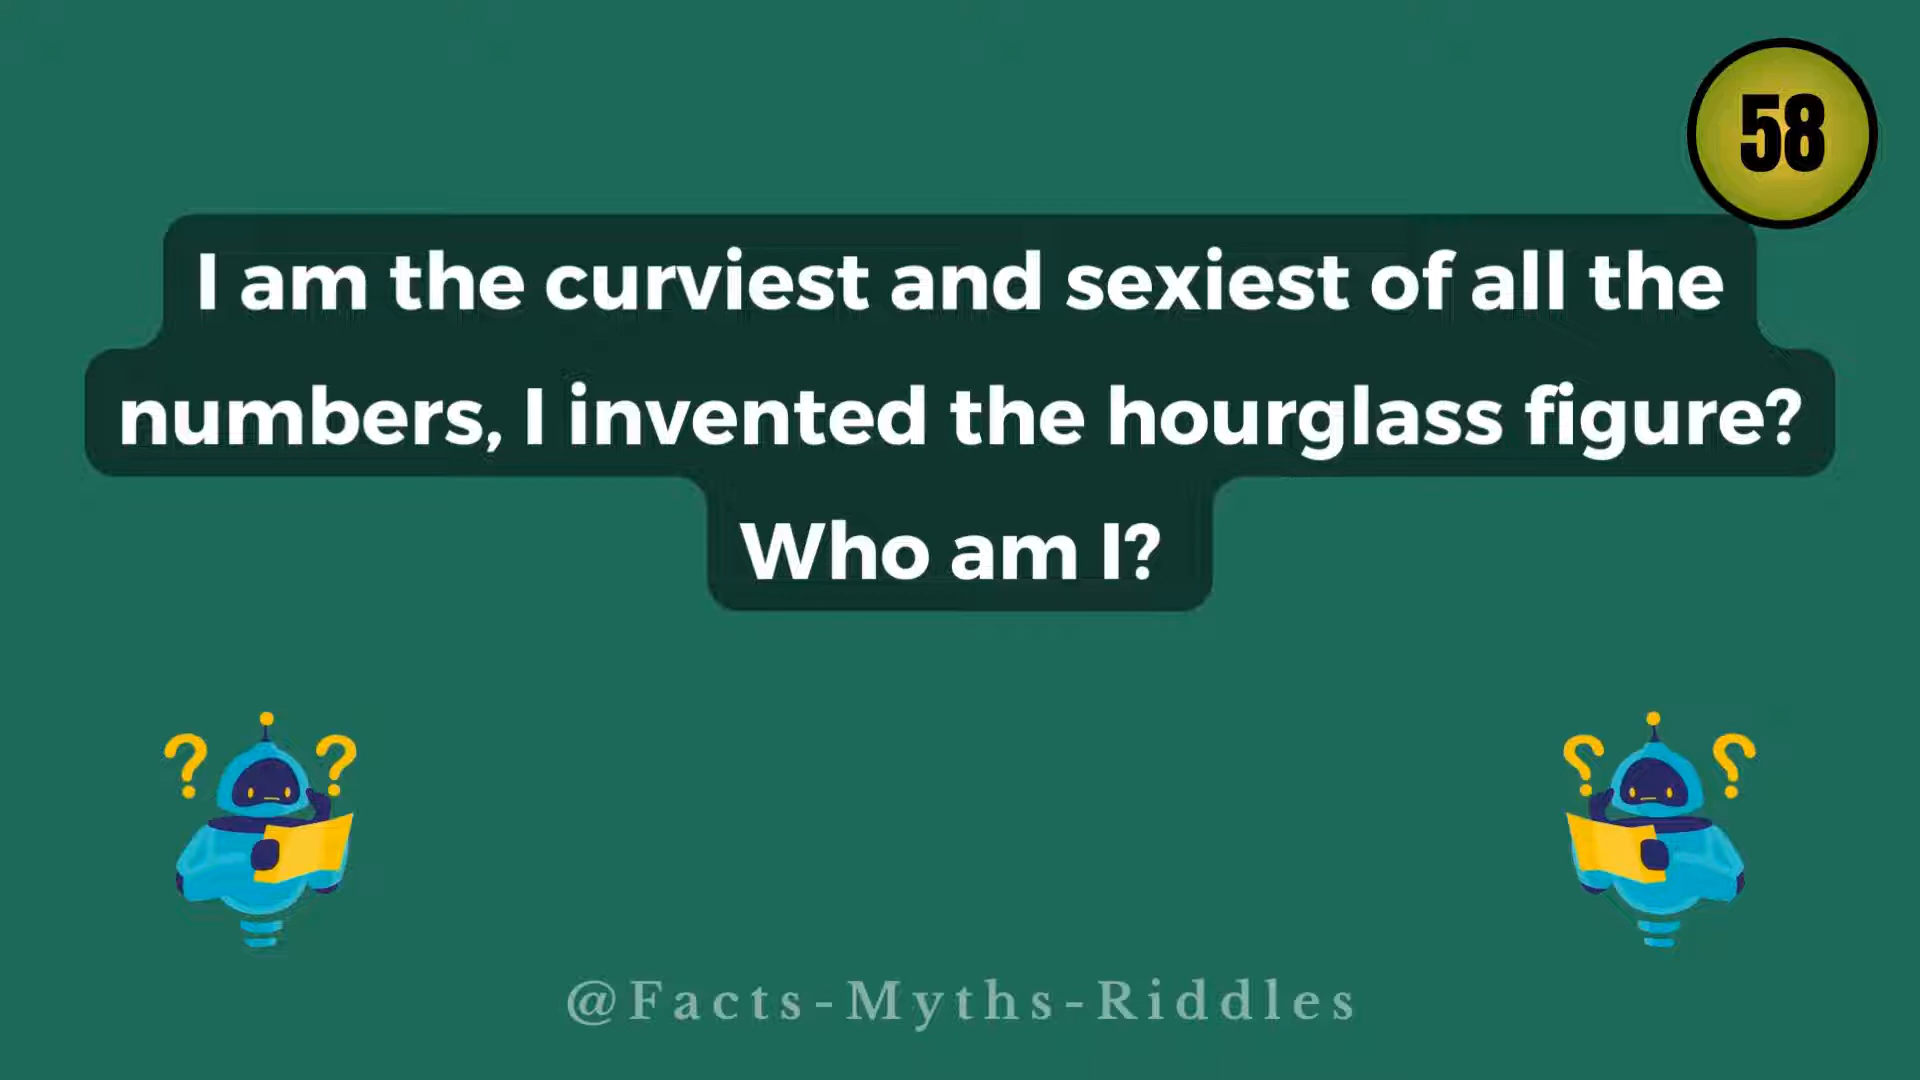 58
I am the curviest and sexiest of all the
numbers, I invented the hourglass figure?
Who am I?
@Facts-Myths-Riddles